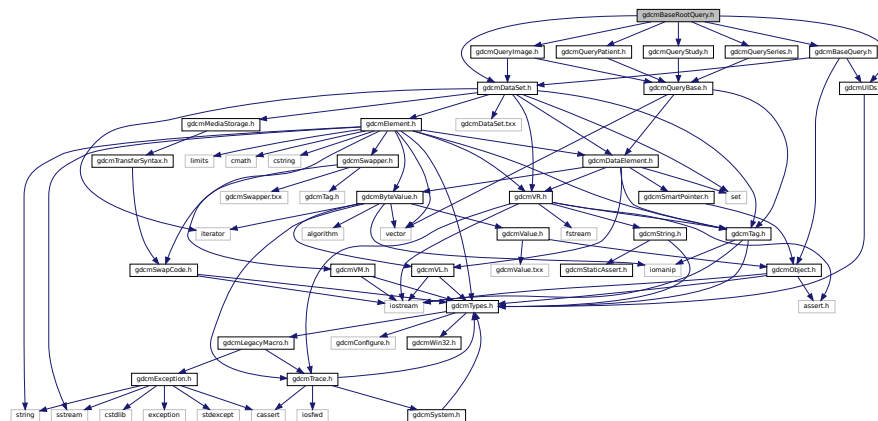 gdcmBaseRootQuery.h
gdcmQueryImage.h
gdcmQueryPatient.h
gdcmQueryStudy.h
gdcmQuerySeries.h
gdcmBaseQuery.h
gdcmDataSet.h
gdcmQueryBase.h
gdcmUIDs.
gdcmMediaStorage.h
gdcmElement.h
gdcmDataSet.txx
gdcmTransferSyntax.h
limits
cmath
cstring
gdcmSwapper.h
gdcmDataElement.h
gdcmSwapper.txx
gdcmTag.h
gdcmByteValue.h
gdcmVR.h
gdcmSmartPointer.h
set
iterator
algorithm
vector
gdcmValue.h
fstream
gdcmString.h
gdcmTag.h
gdcmSwapCode.h
gdcmVM.h
gdcmVL.h
gdcmValue.txx
gdcmStaticAssert.h
iomanip
gdcmObject.h
iostream
gdcmTypes.h
assert.h
gdcmLegacyMacro.h
gdcmConfigure.h
gdcmWin32.h
gdcmException.h
gdcmTrace.h
string
sstream
cstdlib
exception
stdexcept
cassert
iosfwd
gdcmSystem.h